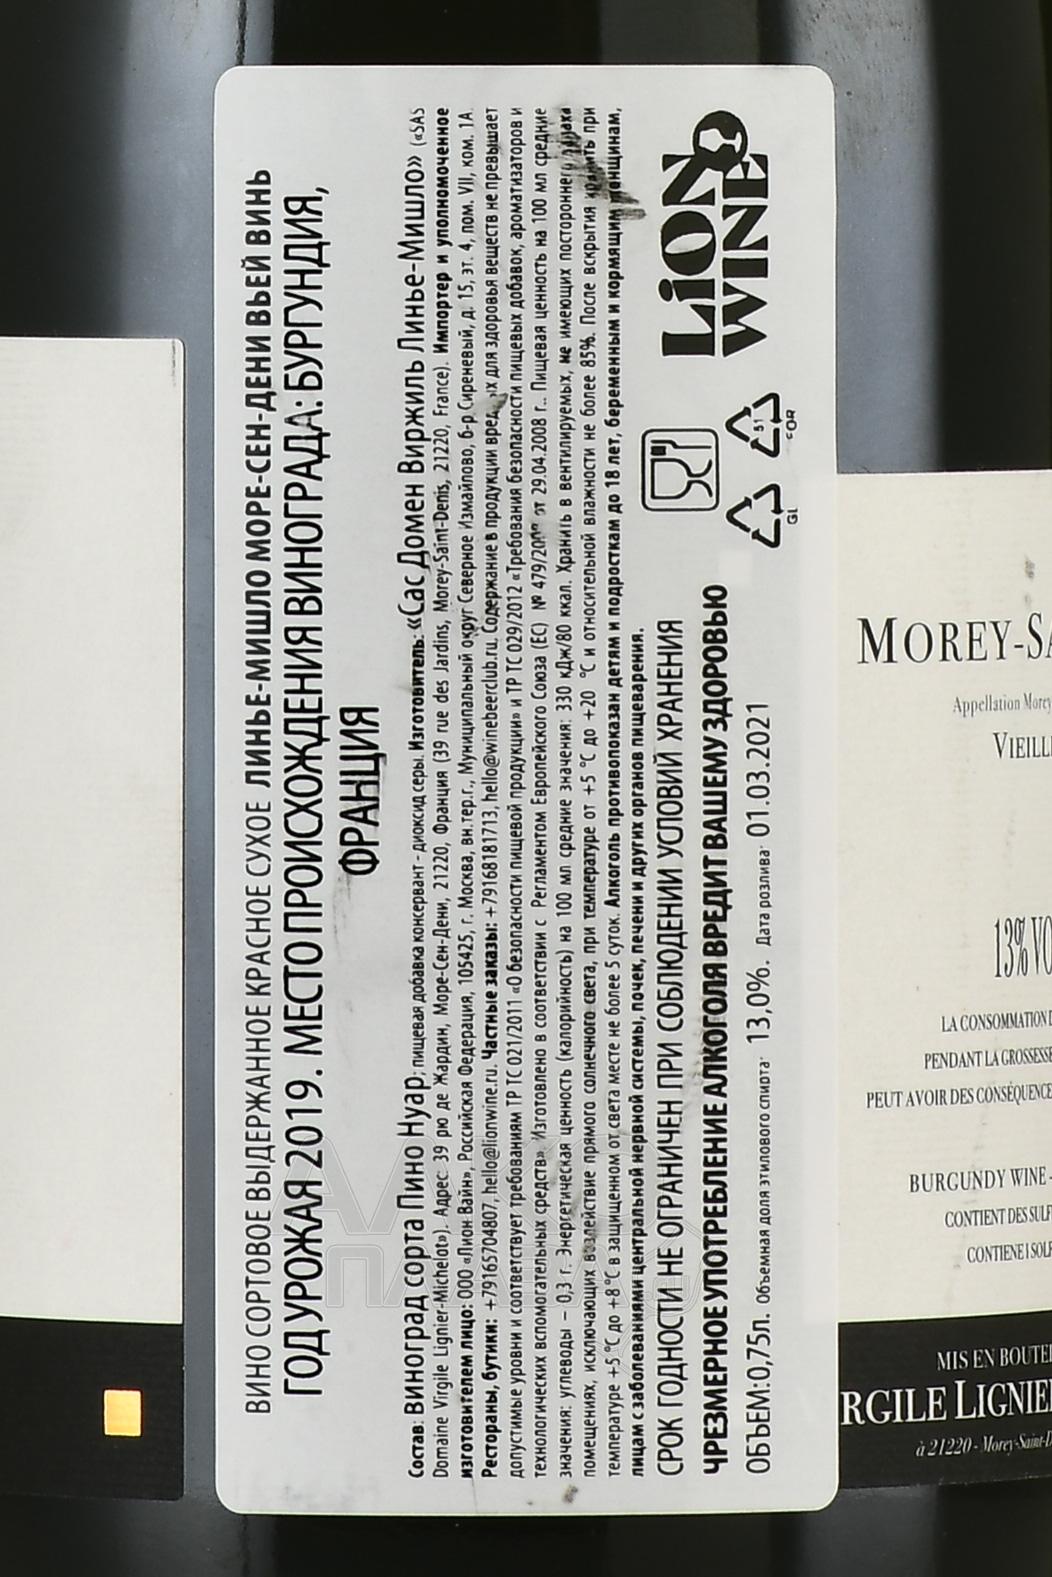 ВИНО СОРТОВОЕ ВЫДЕРЖАННОЕ КРАСНОЕ СУХОЕ ЛИНЬЕ-МИШЛО МОРЕ-СЕН-ДЕНИ ВЬЕЙ ВИНЬ
ГОД УРОЖАЯ 2019. МЕСТО ПРОИСХОЖДЕНИЯ ВИНОГРАДА: БУРГУНДИЯ,
ФРАНЦИЯ
Состав: Виноград сорта Пино Нуар; пищевая добавка консервант - диоксид серы. Изготовитель: «Сас Домен Виржиль Линье-Мишло» («SAS
Domaine Virgile Lignier-Michelot»). Адрес: 39 рю де Жардин, Море-Сен-Дени, 21220, Франция (39 rue des Jardins, Morey-Saint-Denis, 21220, France). Импортер и уполномоченное
изготовителем лицо: ООО «Лион Вайн», Российская Федерация, 105425, г. Москва, вн.тер.г., Муниципальный округ Северное Измайлово, б-р Сиреневый, д. 15, эт. 4, пом. VII, ком. 1А
Рестораны, бутики: +79165704807, hello@lionwine.ru. Частные заказы: +79168181713, hello@winebeerclub.ru. Содержание в продукции вредных для здоровья веществ не превышает
допустимые уровни и соответствует требованиям ТР ТС 021/2011 «О безопасности пищевой продукции» и ТР ТС 029/2012 «Требования безопасности пищевых добавок, ароматизаторов и
технологических вспомогательных средств». Изготовлено в соответствии с Регламентом Европейского Союза (ЕС) № от 29.04.2008 г.. Пищевая ценность на 100 мл средние
значения: углеводы – 0,3 г. Энергетическая ценность (калорийность) на 100 мл средние значения: 330 кДж/80 ккал. Хранить в вентилируемых, не имеющих постороннего запаха
помещениях, исключающих воздействие прямого солнечного света, при температуре от +5 °С до +20 °С и относительной влажности не более 85%. После вскрытия хранить при
температуре +5 °С до +8 °С в защищенном от света месте не более 5 суток. Алкоголь противопоказан детям и подросткам до 18 лет, беременным и кормящим женщинам,
лицам с заболеваниями центральной нервной системы, почек, печени и других органов пищеварения.
СРОК ГОДНОСТИ НЕ ОГРАНИЧЕН ПРИ СОБЛЮДЕНИИ УСЛОВИЙ ХРАНЕНИЯ
ЧРЕЗМЕРНОЕ УПОТРЕБЛЕНИЕ АЛКОГОЛЯ ВРЕДИТ ВАШЕМУ ЗДОРОВЬЮ
ОБЪЕМ:0,75л. Объемная доля этилового спирта: 13,0%. Дата розлива: 01.03.2021
GL
51
FOR
LiON
WINE
MOREY-SA
Appellation Morey
VIEILL
13% VO
LA CONSOMMATION D
PENDANT LA GROSSESSE
PEUT AVOIR DES CONSÉQUENCE
BURGUNDY WINE -
CONTIENT DES SULF
CONTIENE I SOLF
MIS EN BOUTE
RGILE LIGNIE
à 21220 - Morey-Saint-D